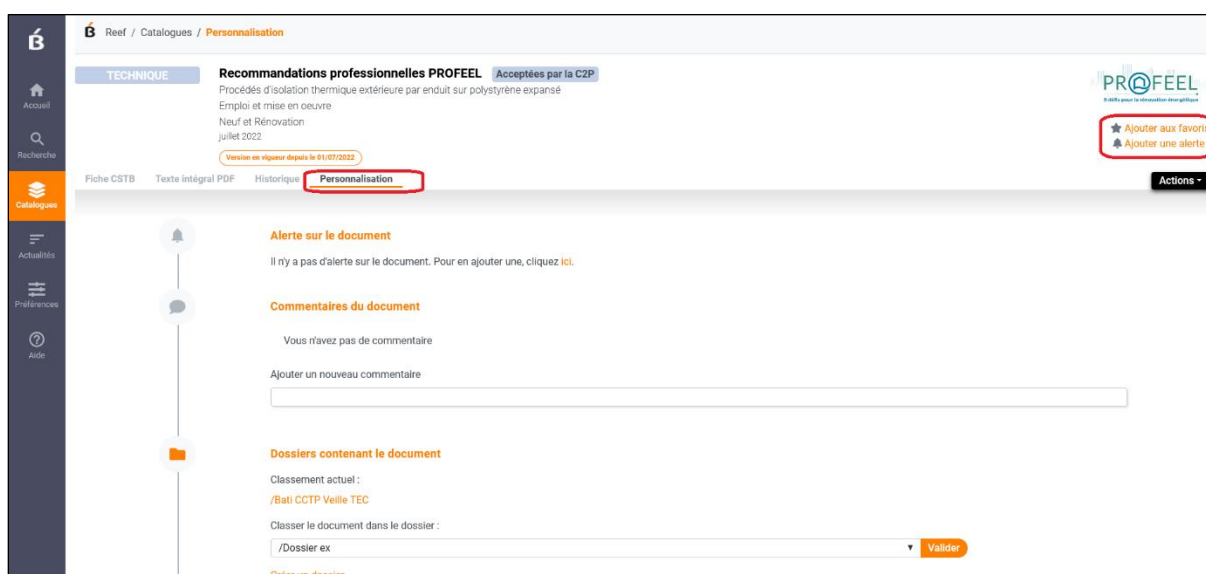 É
Accueil
Recherche
Catalogues
Actualités
Préférences
Aide
É Reef / Catalogues / Personnalisation
TECHNIQUE
Recommandations professionnelles PROFEEL Acceptées par la C2P
Procédés d'isolation thermique extérieure par enduit sur polystyrène expansé
Emploi et mise en oeuvre
Neuf et Rénovation
juillet 2022
Version en vigueur depuis le 01/07/2022
PROFEEL
Ajouter aux favoris
Ajouter une alerte
Fiche CSTB Texte intégral PDF Historique Personnalisation
Actions
Alerte sur le document
Il n'y a pas d'alerte sur le document. Pour en ajouter une, cliquez ici.
Commentaires du document
Vous n'avez pas de commentaire
Ajouter un nouveau commentaire
Dossiers contenant le document
Classement actuel :
/Bati CCTP Veille TEC
Classer le document dans le dossier :
/Dossier ex Valider
Créer un dossier